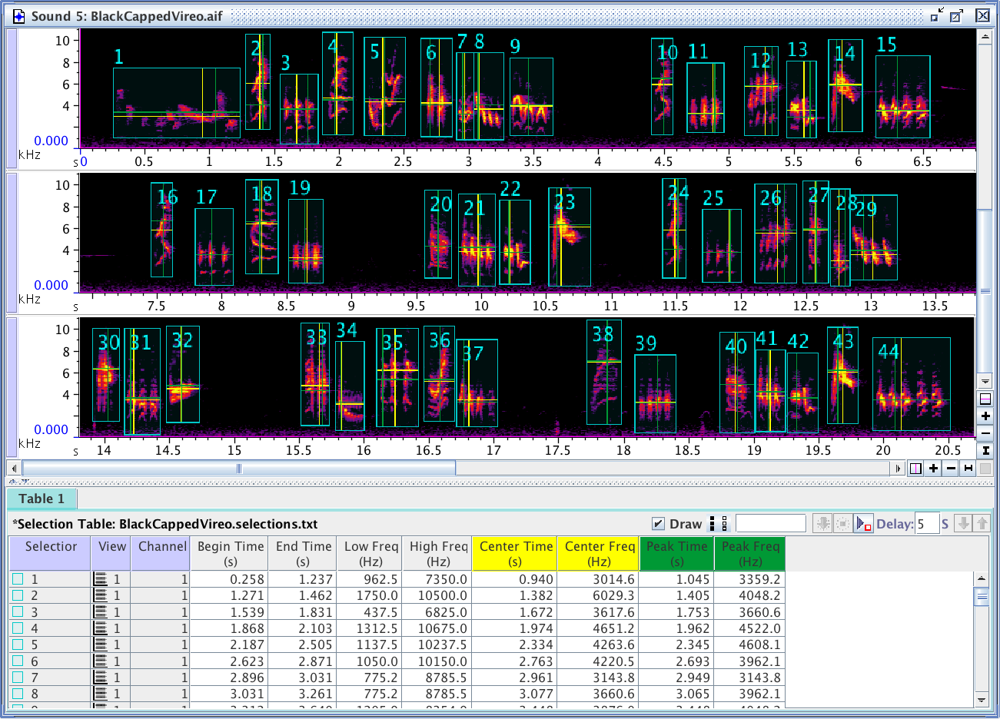 Sound 5: BlackCappedVireo.aif
10
8
6
4
0.000
kHz
1 2 3 4 5 6 7 8 9 10 11 12 13 14 15
s 0 0.5 1 1.5 2 2.5 3 3.5 4 4.5 5 5.5 6 6.5
10
8
6
4
0.000
kHz
16 17 18 19 20 21 22 23 24 25 26 27 28 29
s 7.5 8 8.5 9 9.5 10 10.5 11 11.5 12 12.5 13 13.5
10
8
6
4
0.000
kHz
30 31 32 33 34 35 36 37 38 39 40 41 42 43 44
s 14 14.5 15 15.5 16 16.5 17 17.5 18 18.5 19 19.5 20 20.5
Table 1
*Selection Table: BlackCappedVireo.selections.txt Draw Delay: 5 S
Selection View Channel Begin Time (s) End Time (s) Low Freq (Hz) High Freq (Hz) Center Time (s) Center Freq (Hz) Peak Time (s) Peak Freq (Hz)
1 1 1 0.258 1.237 962.5 7350.0 0.940 3014.6 1.045 3359.2
2 1 1 1.271 1.462 1750.0 10500.0 1.382 6029.3 1.405 4048.2
3 1 1 1.539 1.831 437.5 6825.0 1.672 3617.6 1.753 3660.6
4 1 1 1.868 2.103 1312.5 10675.0 1.974 4651.2 1.962 4522.0
5 1 1 2.187 2.505 1137.5 10237.5 2.334 4263.6 2.345 4608.1
6 1 1 2.623 2.871 1050.0 10150.0 2.763 4220.5 2.693 3962.1
7 1 1 2.896 3.031 775.2 8785.5 2.961 3143.8 2.949 3143.8
8 1 1 3.031 3.261 775.2 8785.5 3.077 3660.6 3.065 3962.1